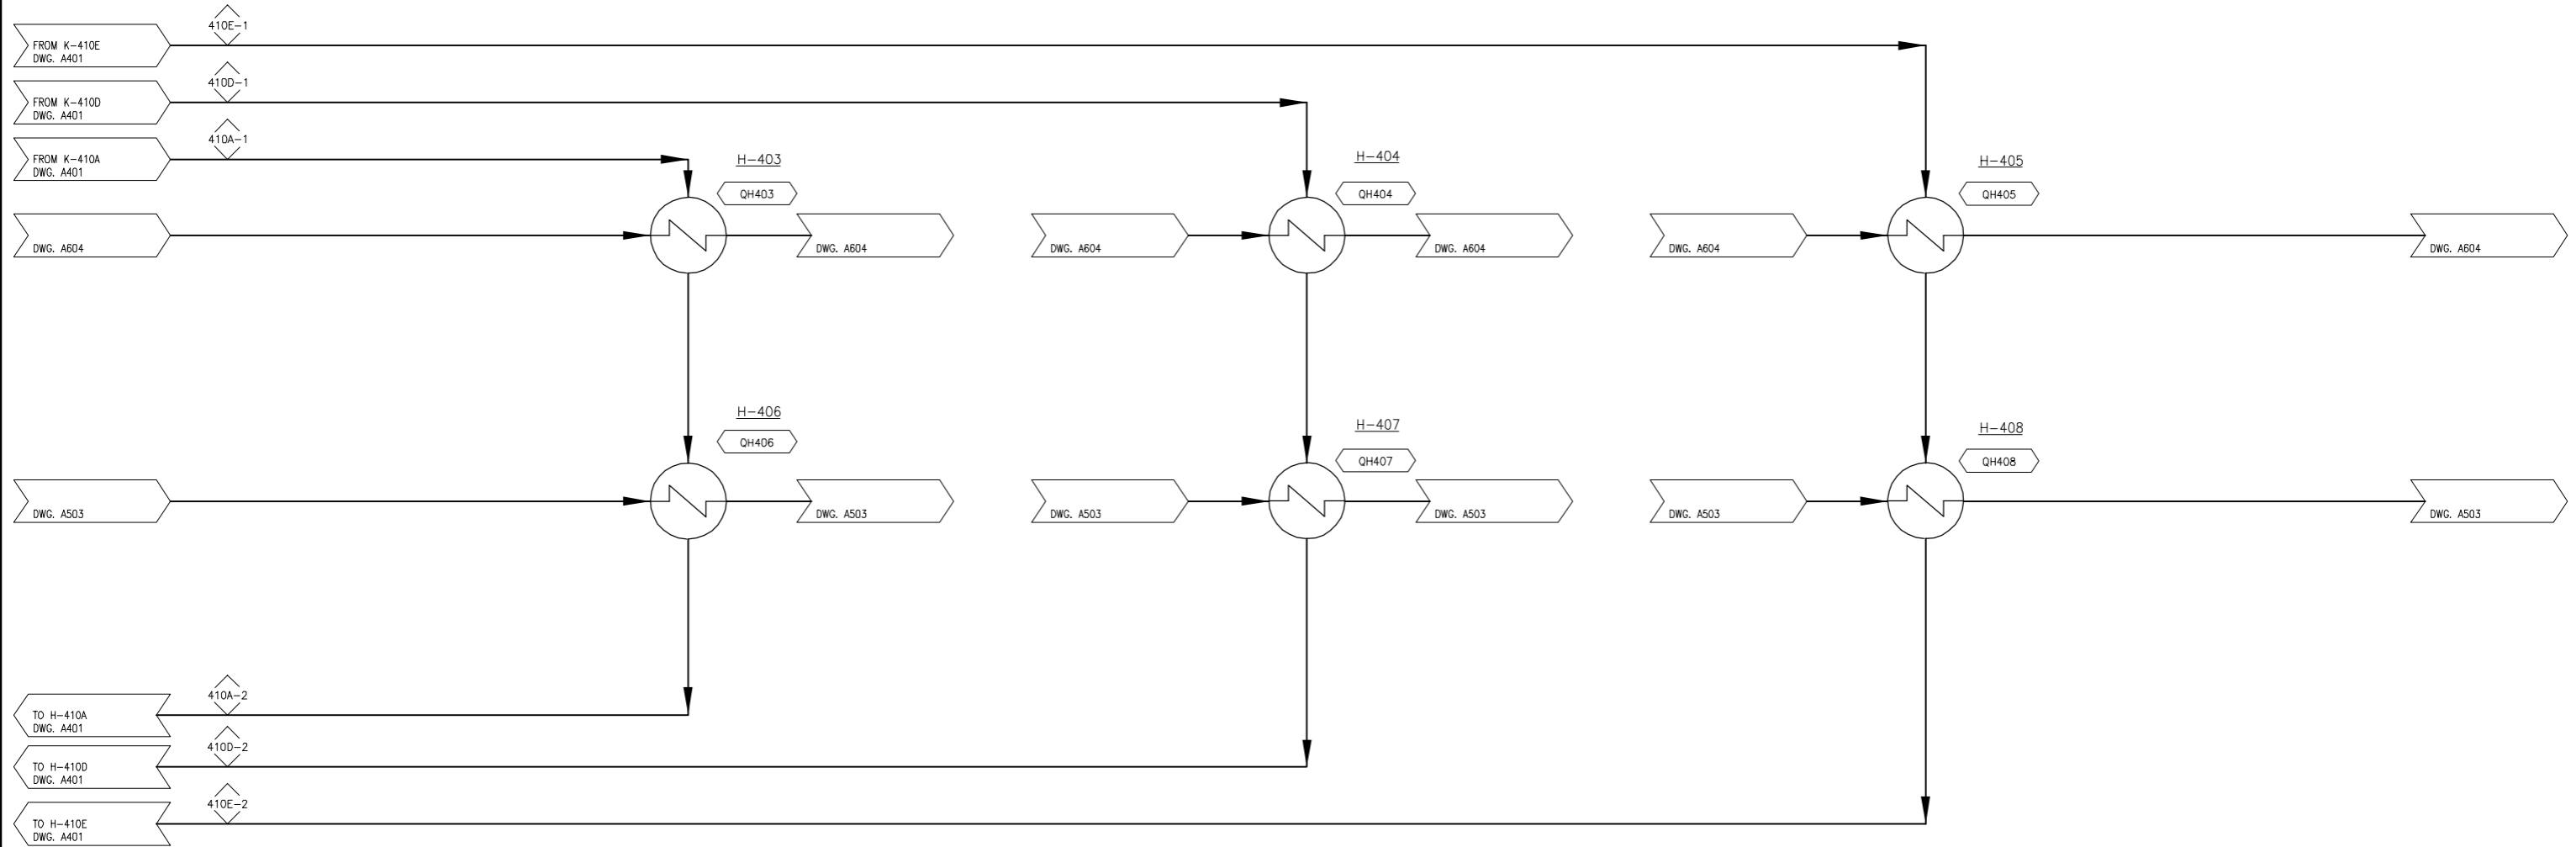 410E-1
FROM K-410E
DWG. A401
410D-1
FROM K-410D
DWG. A401
410A-1
FROM K-410A
DWG. A401
H-403
QH403
H-404
QH404
H-405
QH405
DWG. A604
DWG. A604
DWG. A604
DWG. A604
DWG. A604
DWG. A604
H-406
QH406
H-407
QH407
H-408
QH408
DWG. A503
DWG. A503
DWG. A503
DWG. A503
DWG. A503
DWG. A503
410A-2
TO H-410A
DWG. A401
410D-2
TO H-410D
DWG. A401
410E-2
TO H-410E
DWG. A401